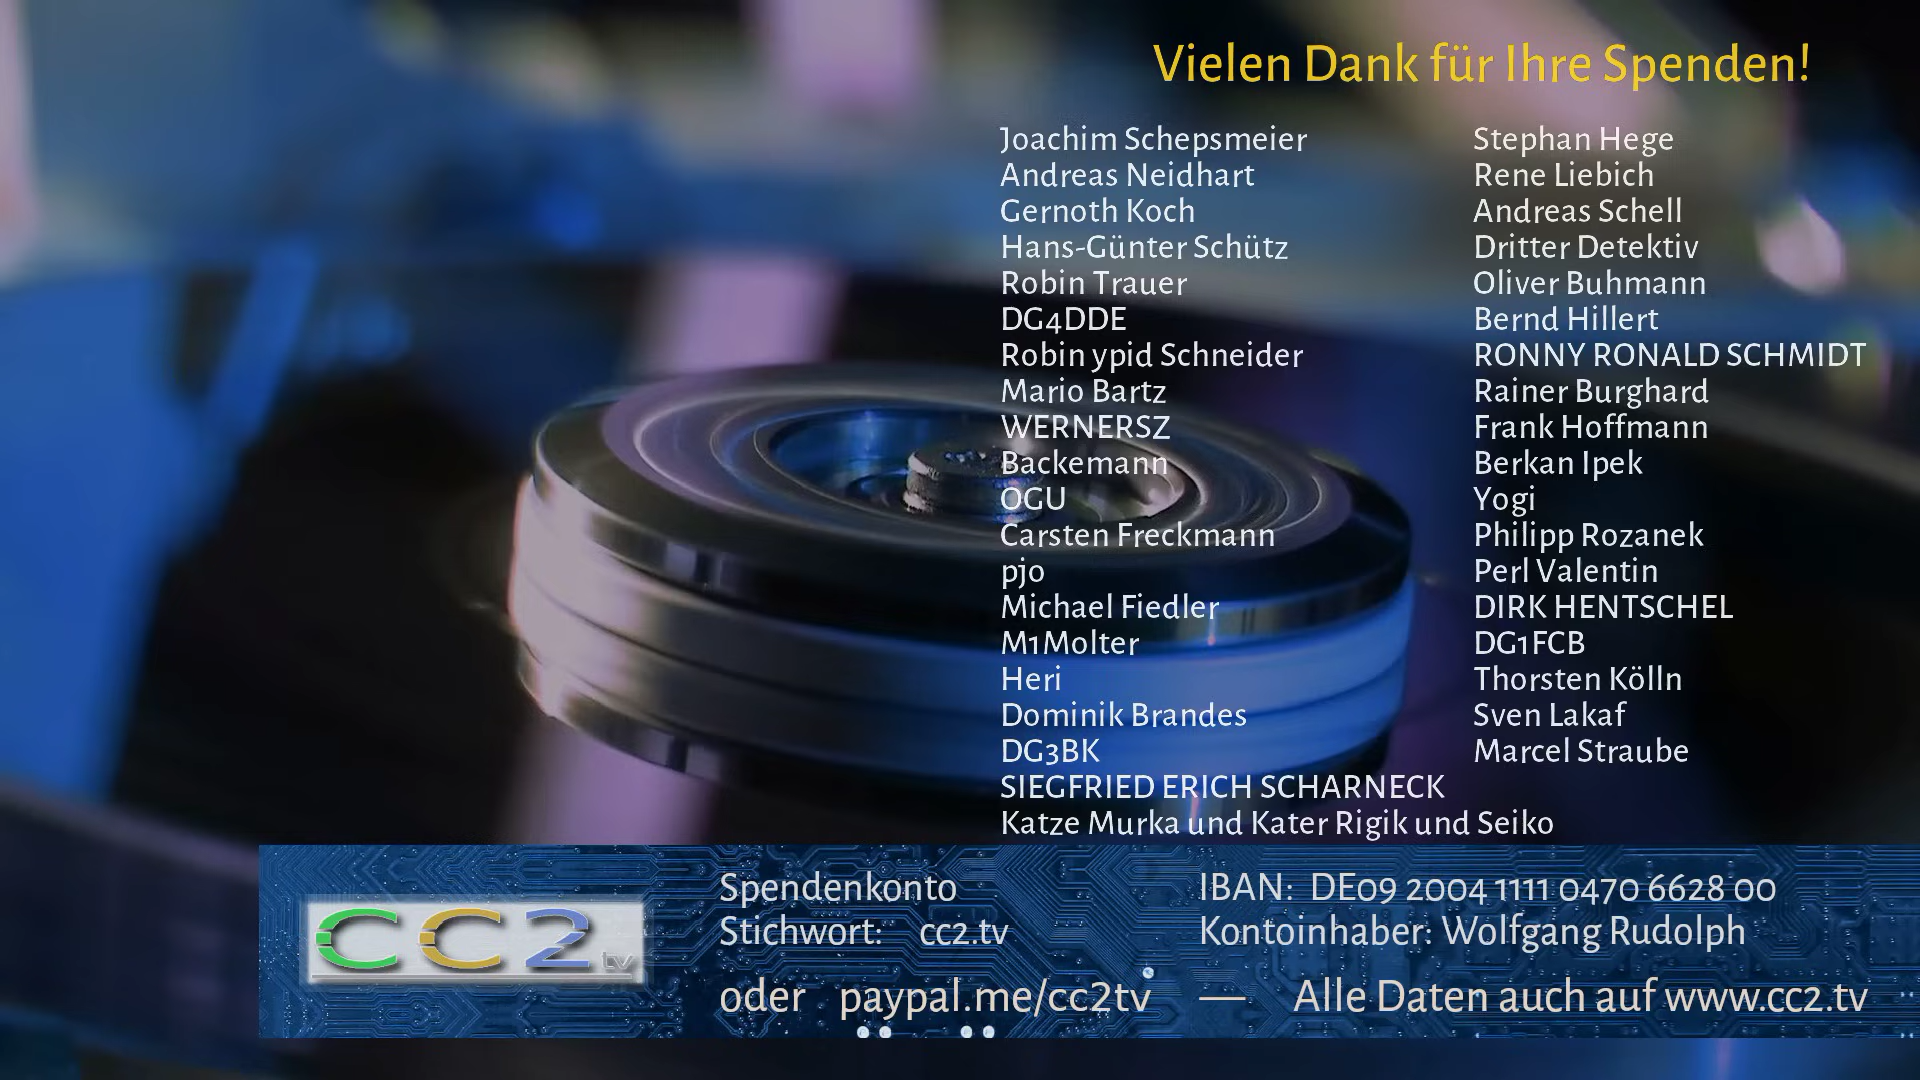 Vielen Dank für Ihre Spenden!
Joachim Schepsmeier
Andreas Neidhart
Gernoth Koch
Hans-Günter Schütz
Robin Trauer
DG4DDE
Robin ypid Schneider
Mario Bartz
WERNERSZ
Backemann
OGU
Carsten Freckmann
pjo
Michael Fiedler
M1Molter
Heri
Dominik Brandes
DG3BK
SIEGFRIED ERICH SCHARNECK
Katze Murka und Kater Rigik und Seiko
Stephan Hege
Rene Liebich
Andreas Schell
Dritter Detektiv
Oliver Buhmann
Bernd Hillert
RONNY RONALD SCHMIDT
Rainer Burghard
Frank Hoffmann
Berkan Ipek
Yogi
Philipp Rozanek
Perl Valentin
DIRK HENTSCHEL
DG1FCB
Thorsten Kölln
Sven Lakaf
Marcel Straube
CC2.tv
Spendenkonto
Stichwort: cc2.tv
IBAN: DE09 2004 1111 0470 6628 00
Kontoinhaber: Wolfgang Rudolph
oder paypal.me/cc2tv — Alle Daten auch auf www.cc2.tv